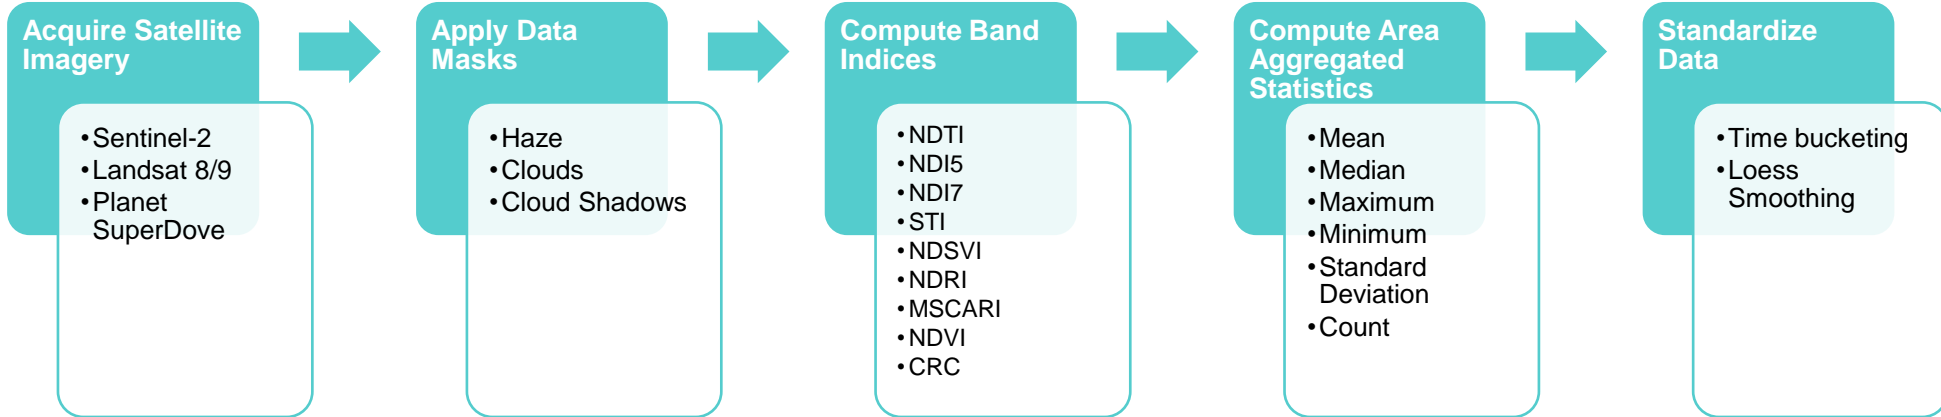 Acquire Satellite
Imagery
•Sentinel-2
•Landsat 8/9
•Planet
SuperDove
Apply Data
Masks
•Haze
•Clouds
•Cloud Shadows
Compute Band
Indices
•NDTI
•NDI5
•NDI7
•STI
•NDSVI
•NDRI
•MSCARI
•NDVI
•CRC
Compute Area
Aggregated
Statistics
•Mean
•Median
•Maximum
•Minimum
•Standard
Deviation
•Count
Standardize
Data
•Time bucketing
•Loess
Smoothing